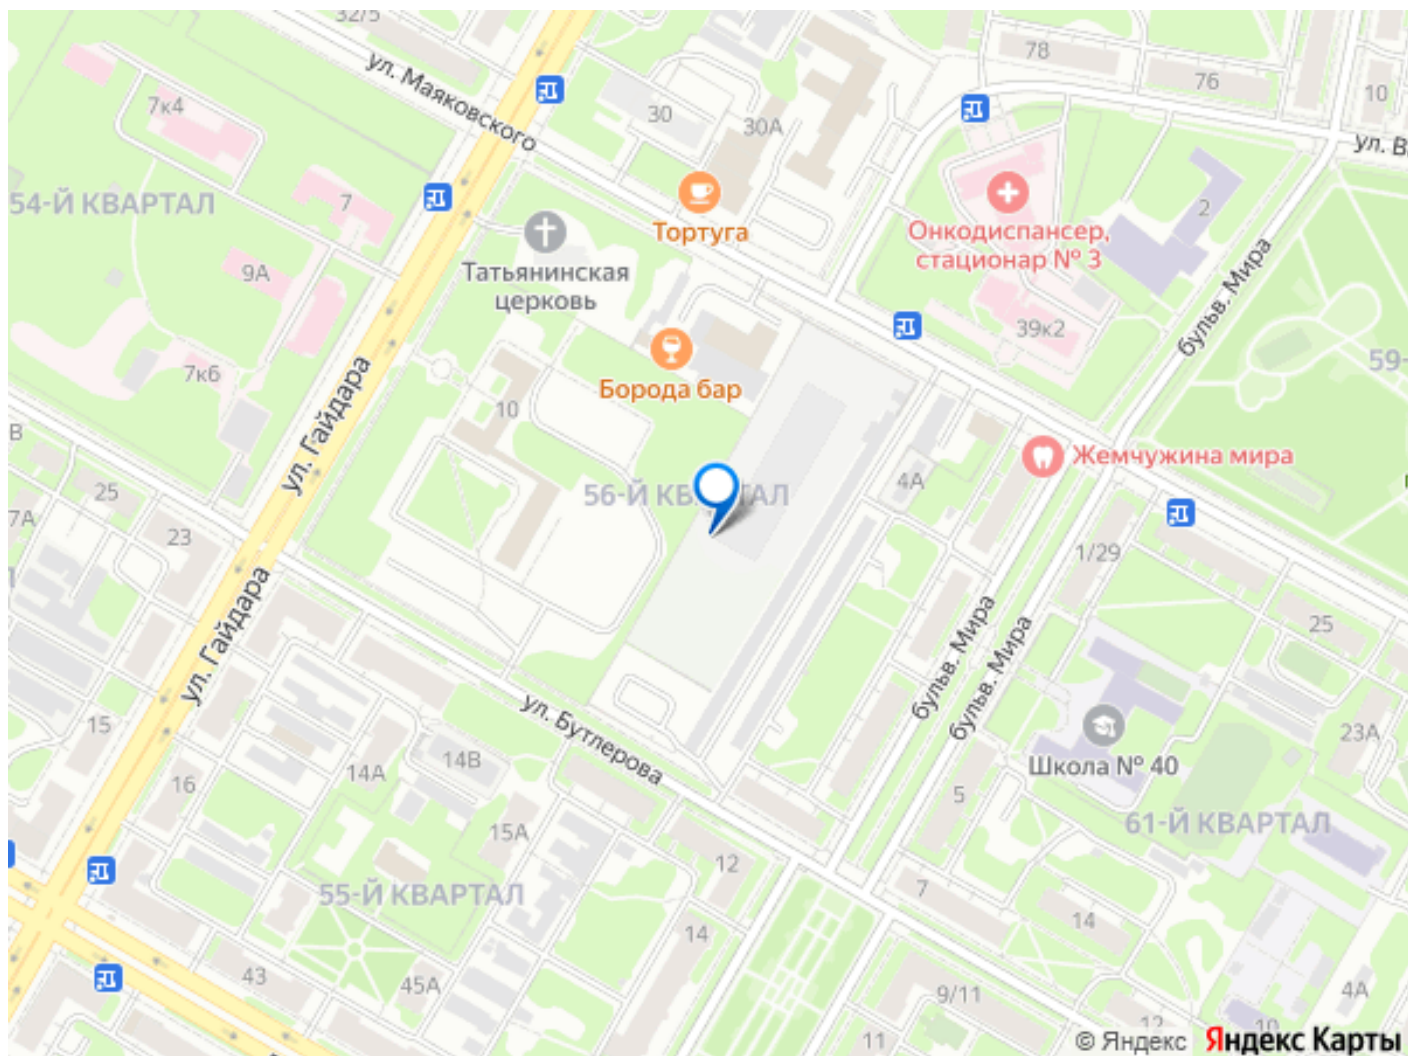 32/5
ул. Маяковского
78
76
10
7к4
30
30А
ул. В
54-Й КВАРТАЛ
7
2
Тортуга
Онкодиспансер,
стационар № 3
бульв. Мира
9А
Татьянинская
церковь
39к2
59-
7к6
Борода бар
10
ул. Гайдара
В
Жемчужина мира
4А
56-Й КВАРТАЛ
25
7А
23
1/29
ул. Гайдара
бульв. Мира
бульв. Мира
25
15
ул. Бутлерова
23А
14В
14А
Школа № 40
16
5
61-Й КВАРТАЛ
15А
12
55-Й КВАРТАЛ
7
14
14
43
45А
9/11
4А
12
10
11
© Яндекс Яндекс Карты